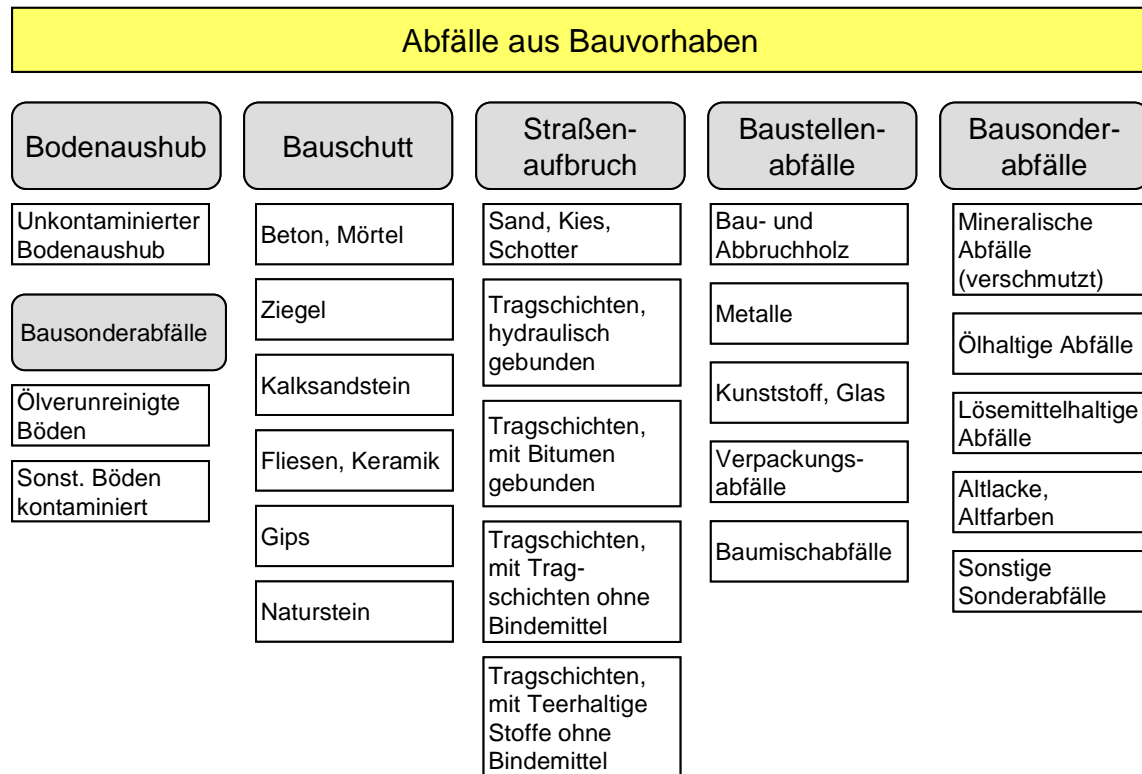 Abfälle aus Bauvorhaben
Bodenaushub
Unkontaminierter
Bodenaushub
Bausonderabfälle
Ölverunreinigte
Böden
Sonst. Böden
kontaminiert
Bauschutt
Beton, Mörtel
Ziegel
Kalksandstein
Fliesen, Keramik
Gips
Naturstein
Straßen-
aufbruch
Sand, Kies,
Schotter
Tragschichten,
hydraulisch
gebunden
Tragschichten,
mit Bitumen
gebunden
Tragschichten,
mit Trag-
schichten ohne
Bindemittel
Tragschichten,
mit Teerhaltige
Stoffe ohne
Bindemittel
Baustellen-
abfälle
Bau- und
Abbruchholz
Metalle
Kunststoff, Glas
Verpackungs-
abfälle
Baumischabfälle
Bausonder-
abfälle
Mineralische
Abfälle
(verschmutzt)
Ölhaltige Abfälle
Lösemittelhaltige
Abfälle
Altlacke,
Altfarben
Sonstige
Sonderabfälle